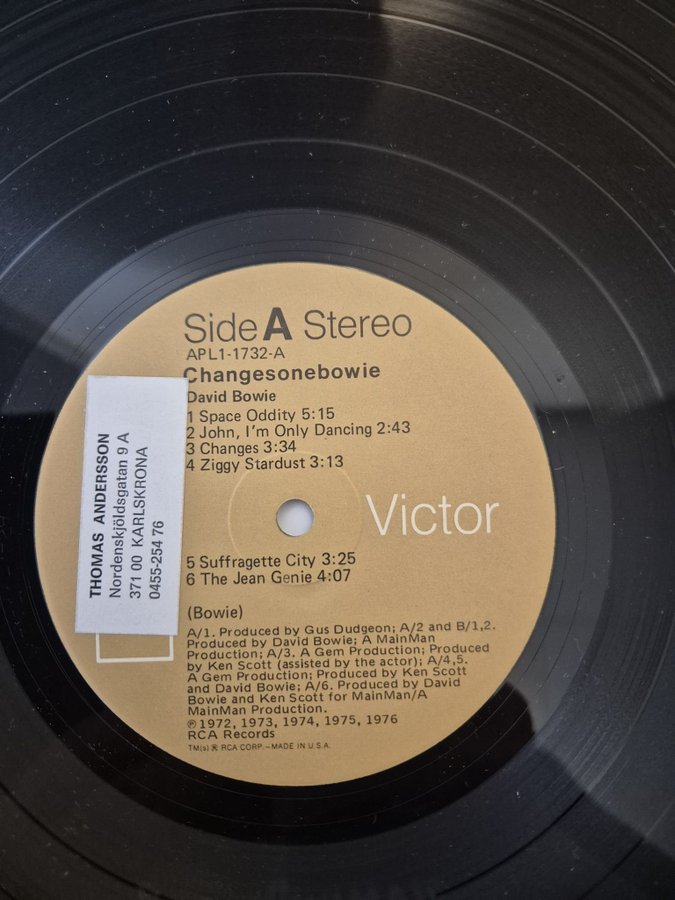 Side A Stereo
APL1-1732-A
Changesonebowie
David Bowie
1 Space Oddity 5:15
2 John, I'm Only Dancing 2:43
3 Changes 3:34
4 Ziggy Stardust 3:13
Victor
5 Suffragette City 3:25
6 The Jean Genie 4:07
(Bowie)
A/1. Produced by Gus Dudgeon; A/2 and B/1,2.
Produced by David Bowie; A MainMan
Production; A/3. A Gem Production; Produced
by Ken Scott (assisted by the actor); A/4,5.
A Gem Production; Produced by Ken Scott
and David Bowie; A/6. Produced by David
Bowie and Ken Scott for MainMan/A
MainMan Production.
℗ 1972, 1973, 1974, 1975, 1976
RCA Records
TM(s) ® RCA CORP.–MADE IN U.S.A.
THOMAS ANDERSSON
Nordenskjöldsgatan 9 A
371 00 KARLSKRONA
0455-254 76